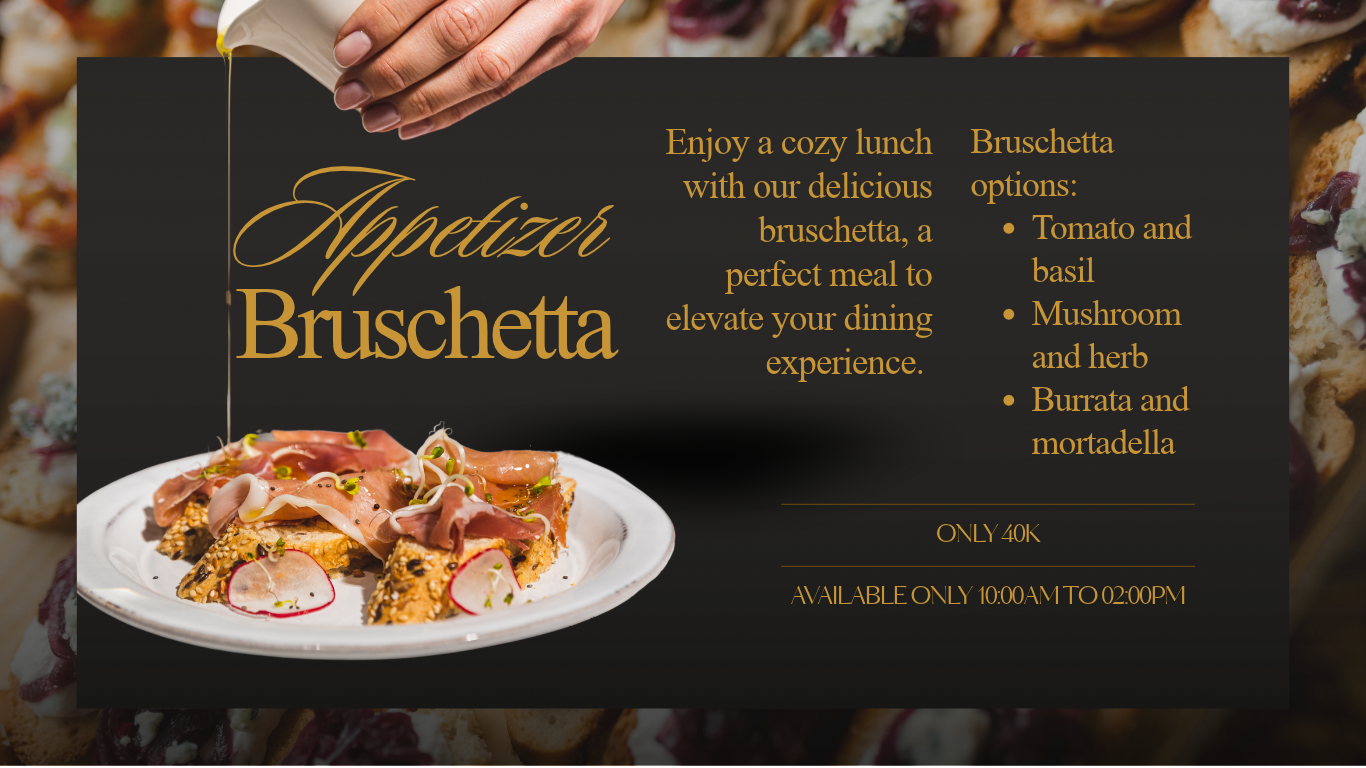 Appetizer
Bruschetta
Enjoy a cozy lunch
with our delicious
bruschetta, a
perfect meal to
elevate your dining
experience.
Bruschetta
options:
• Tomato and
basil
• Mushroom
and herb
• Burrata and
mortadella
ONLY 40K
AVAILABLE ONLY 10:00AM TO 02:00PM